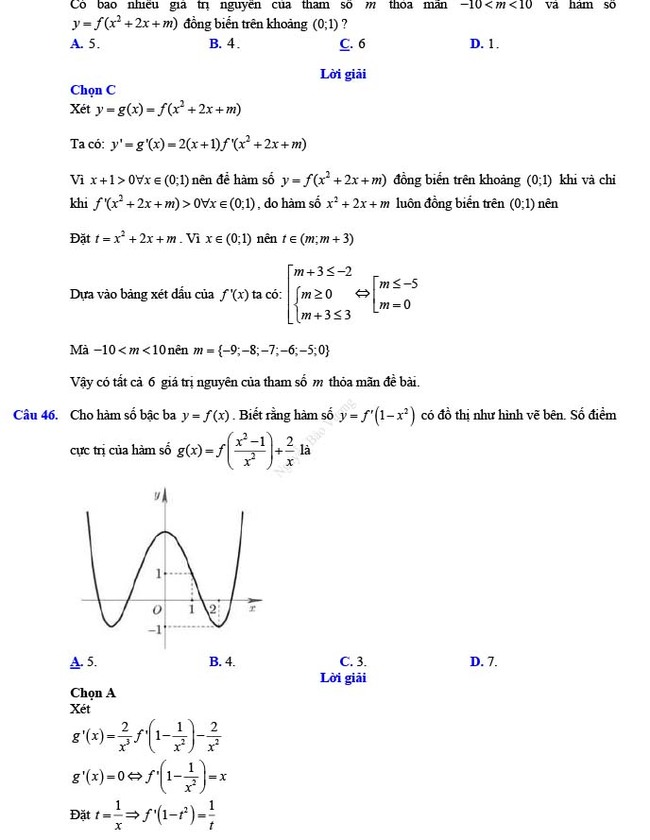 Có bao nhiêu giá trị nguyên của tham số m thỏa mãn −10 < m < 10 và hàm số
y = f(x² + 2x + m) đồng biến trên khoảng (0;1) ?
A. 5. B. 4. C. 6 D. 1.
Lời giải
Chọn C
Xét y = g(x) = f(x² + 2x + m)
Ta có: y' = g'(x) = 2(x+1)f'(x² + 2x + m)
Vì x + 1 > 0∀x ∈ (0;1) nên để hàm số y = f(x² + 2x + m) đồng biến trên khoảng (0;1) khi và chỉ
khi f'(x² + 2x + m) > 0∀x ∈ (0;1), do hàm số x² + 2x + m luôn đồng biến trên (0;1) nên
Đặt t = x² + 2x + m. Vì x ∈ (0;1) nên t ∈ (m; m + 3)
Dựa vào bảng xét dấu của f'(x) ta có: [m + 3 ≤ −2 {m ≥ 0 m + 3 ≤ 3 ⇔ [m ≤ −5 m = 0
Mà −10 < m < 10 nên m = {−9;−8;−7;−6;−5;0}
Vậy có tất cả 6 giá trị nguyên của tham số m thỏa mãn đề bài.
Câu 46. Cho hàm số bậc ba y = f(x). Biết rằng hàm số y = f'(1 − x²) có đồ thị như hình vẽ bên. Số điểm
cực trị của hàm số g(x) = f((x² − 1)/x²) + 2/x là
y
1
O 1 2 x
−1
A. 5. B. 4. C. 3. D. 7.
Lời giải
Chọn A
Xét
g'(x) = 2/x³ f'(1 − 1/x²) − 2/x²
g'(x) = 0 ⇔ f'(1 − 1/x²) = x
Đặt t = 1/x ⇒ f'(1 − t²) = 1/t